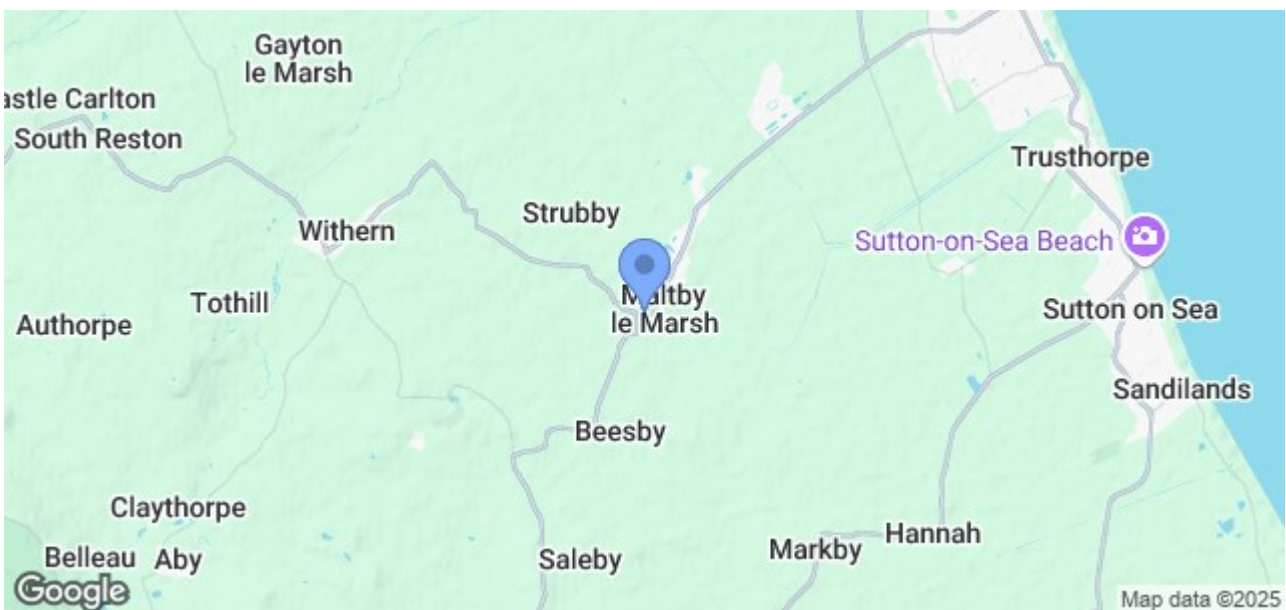 Gayton
le Marsh
astle Carlton
South Reston
Trusthorpe
Strubby
Withern
Sutton-on-Sea Beach
Maltby
le Marsh
Tothill
Authorpe
Sutton on Sea
Sandilands
Beesby
Claythorpe
Hannah
Markby
Belleau
Aby
Saleby
Google
Map data ©2025